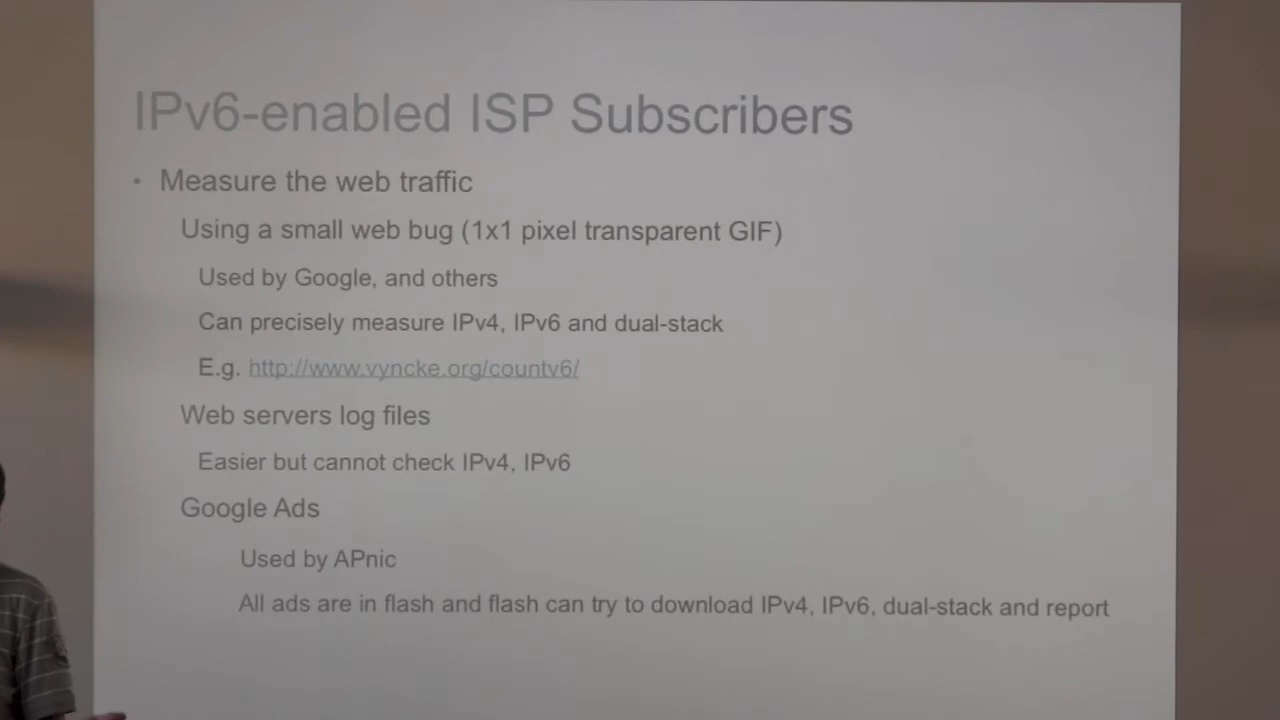 IPv6-enabled ISP Subscribers
• Measure the web traffic
Using a small web bug (1x1 pixel transparent GIF)
Used by Google, and others
Can precisely measure IPv4, IPv6 and dual-stack
E.g. http://www.vyncke.org/countv6/
Web servers log files
Easier but cannot check IPv4, IPv6
Google Ads
Used by APnic
All ads are in flash and flash can try to download IPv4, IPv6, dual-stack and report